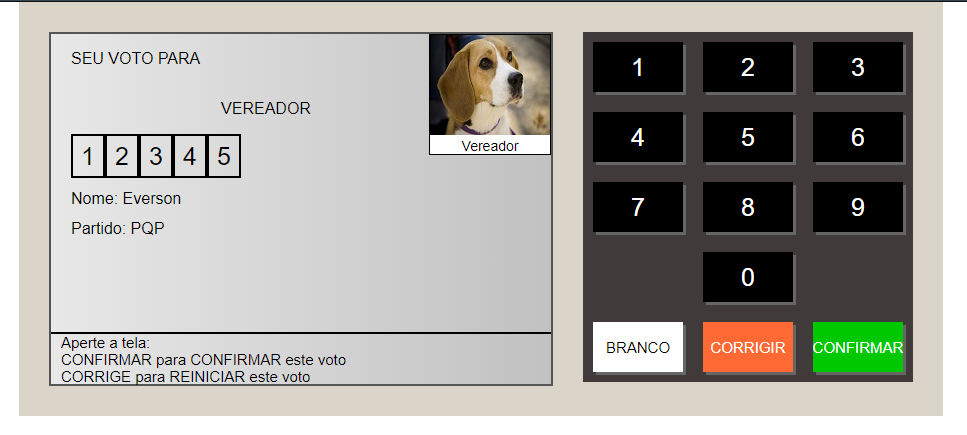 SEU VOTO PARA
VEREADOR
1 2 3 4 5
Nome: Everson
Partido: PQP
Vereador
Aperte a tela:
CONFIRMAR para CONFIRMAR este voto
CORRIGE para REINICIAR este voto
1 2 3
4 5 6
7 8 9
0
BRANCO CORRIGIR CONFIRMAR